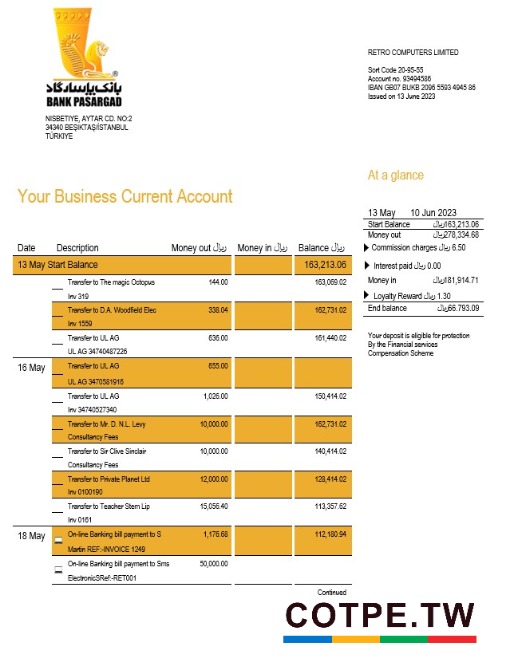 بانک پاسارگاد
BANK PASARGAD
NISBETIYE, AYTAR CD. NO:2
34340 BEŞIKTAŞ/ISTANBUL
TÜRKIYE
RETRO COMPUTERS LIMITED
Sort Code 20-95-55
Account no. 93494586
IBAN GB07 BUKB 2096 5593 4945 86
Issued on 13 June 2023
At a glance
Your Business Current Account
13 May 10 Jun 2023
Start Balance ریال163,213.06
Money out ریال278,334.68
Commission charges ریال 6.50
Interest paid ریال 0.00
Money in ریال181,914.71
Loyalty Reward ریال 1.30
End balance ریال66.793.09
Your deposit is eligible for protection
By the Financial services
Compensation Scheme
Date Description Money out ریال Money in ریال Balance ریال
13 May Start Balance 163,213.06
Transfer to The magic Octopus 144.00 163,069.02
Inv 319
Transfer to D.A. Woodfield Elec 338.04 162,731.02
Inv 1559
Transfer to UL AG 636.00 161,440.02
UL AG 34740487226
16 May Transfer to UL AG 655.00
UL AG 3470581916
Transfer to UL AG 1,026.00 150,414.02
Inv 34740527340
Transfer to Mr. D. N.L. Levy 10,000.00 162,731.02
Consultancy Fees
Transfer to Sir Clive Sinclair 10,000.00 140,414.02
Consultancy Fees
Transfer to Private Planet Ltd 12,000.00 128,414.02
Inv 0100190
Transfer to Teacher Stern Lip 15,056.40 113,357.62
Inv 0161
18 May On-line Banking bill payment to S 1,176.68 112,180.94
Martin REF:-INVOICE 1249
On-line Banking bill payment to Sms 50,000.00
ElectronicSRef:-RET001
Continued
COTPE.TW